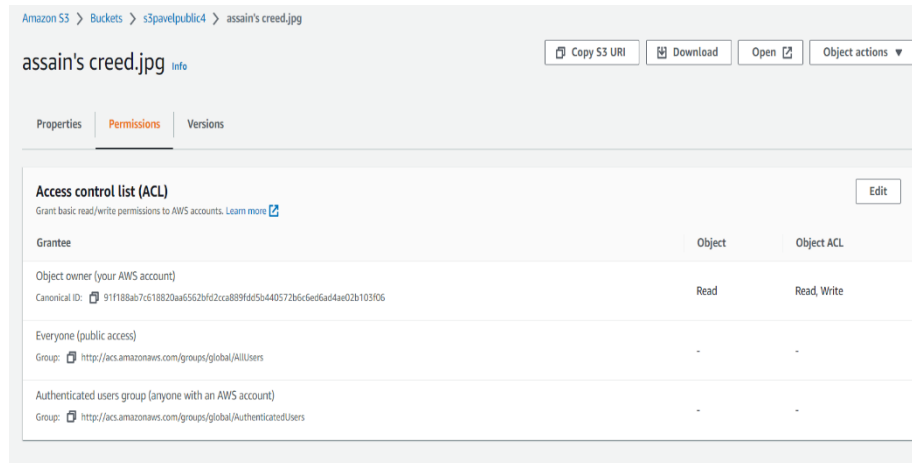 Amazon S3 > Buckets > s3pavelpublic4 > assain's creed.jpg
assain's creed.jpg Info
Copy S3 URI Download Open Object actions ▼
Properties Permissions Versions
Access control list (ACL)
Edit
Grant basic read/write permissions to AWS accounts. Learn more
Grantee Object Object ACL
Object owner (your AWS account)
Canonical ID: 91f188ab7c618820aa6562bfd2cca889fdd5b440572b6c6ed6ad4ae02b103f06
Read Read, Write
Everyone (public access)
Group: http://acs.amazonaws.com/groups/global/AllUsers
- -
Authenticated users group (anyone with an AWS account)
Group: http://acs.amazonaws.com/groups/global/AuthenticatedUsers
- -